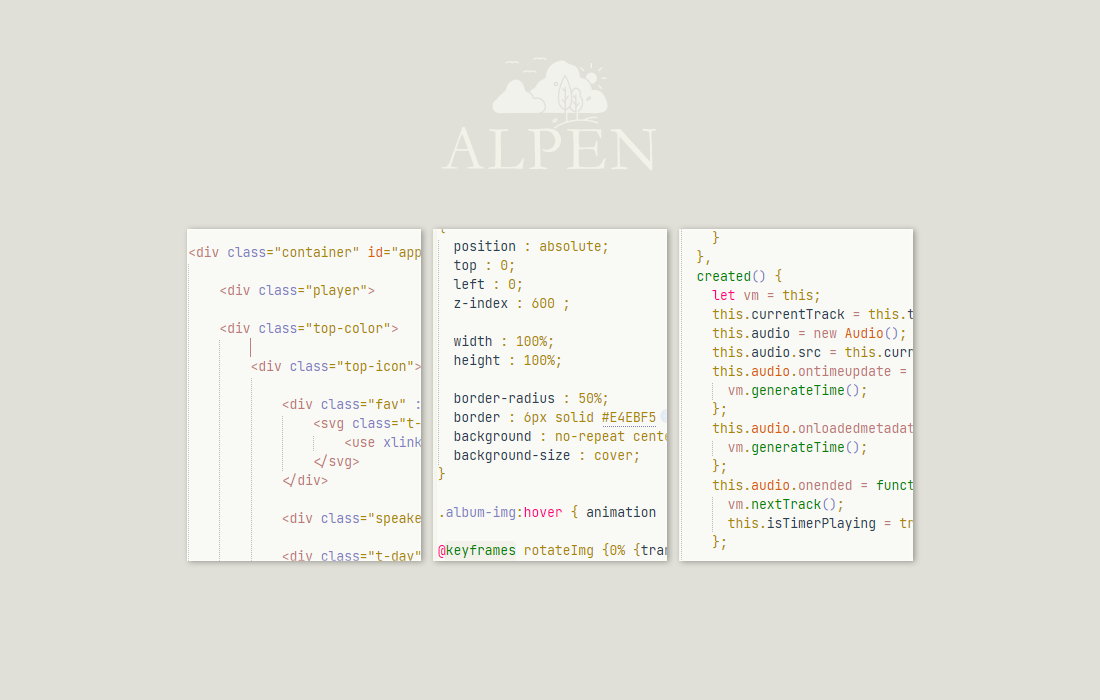 ALPEN
<div class="container" id="app
<div class="player">
<div class="top-color">
<div class="top-icon">
<div class="fav" :
<svg class="t-
<use xlink
</svg>
</div>
<div class="speake
<div class="t-day"
{
position : absolute;
top : 0;
left : 0;
z-index : 600 ;
width : 100%;
height : 100%;
border-radius : 50%;
border : 6px solid #E4EBF5
background : no-repeat cente
background-size : cover;
}
.album-img:hover { animation
@keyframes rotateImg {0% {tran
}
},
created() {
let vm = this;
this.currentTrack = this.t
this.audio = new Audio();
this.audio.src = this.curr
this.audio.ontimeupdate =
vm.generateTime();
};
this.audio.onloadedmetadat
vm.generateTime();
};
this.audio.onended = funct
vm.nextTrack();
this.isTimerPlaying = tr
};